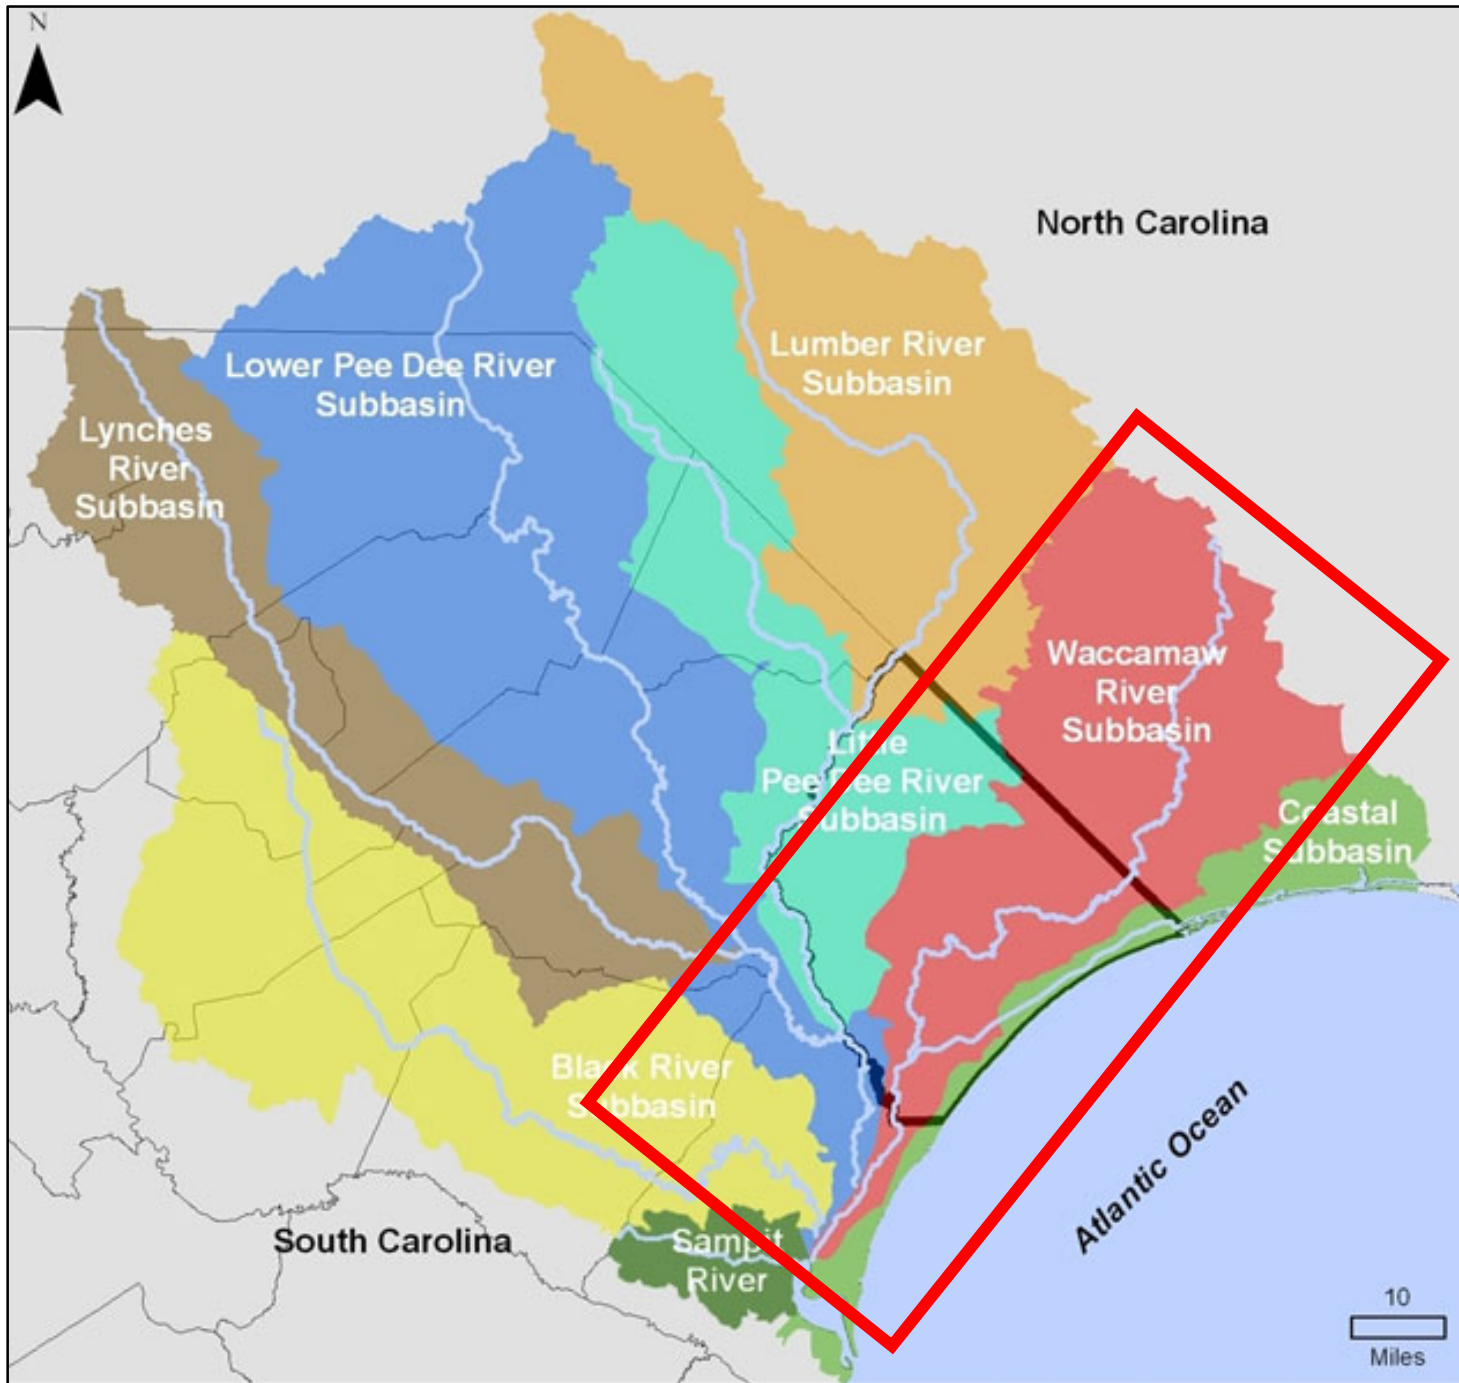 N
North Carolina
Lumber River
Subbasin
Lower Pee Dee River
Subbasin
Lynches
River
Subbasin
Waccamaw
River
Subbasin
Little
Pee Dee River
Subbasin
Coastal
Subbasin
Black River
Subbasin
Atlantic Ocean
South Carolina
Sampit
River
10
Miles